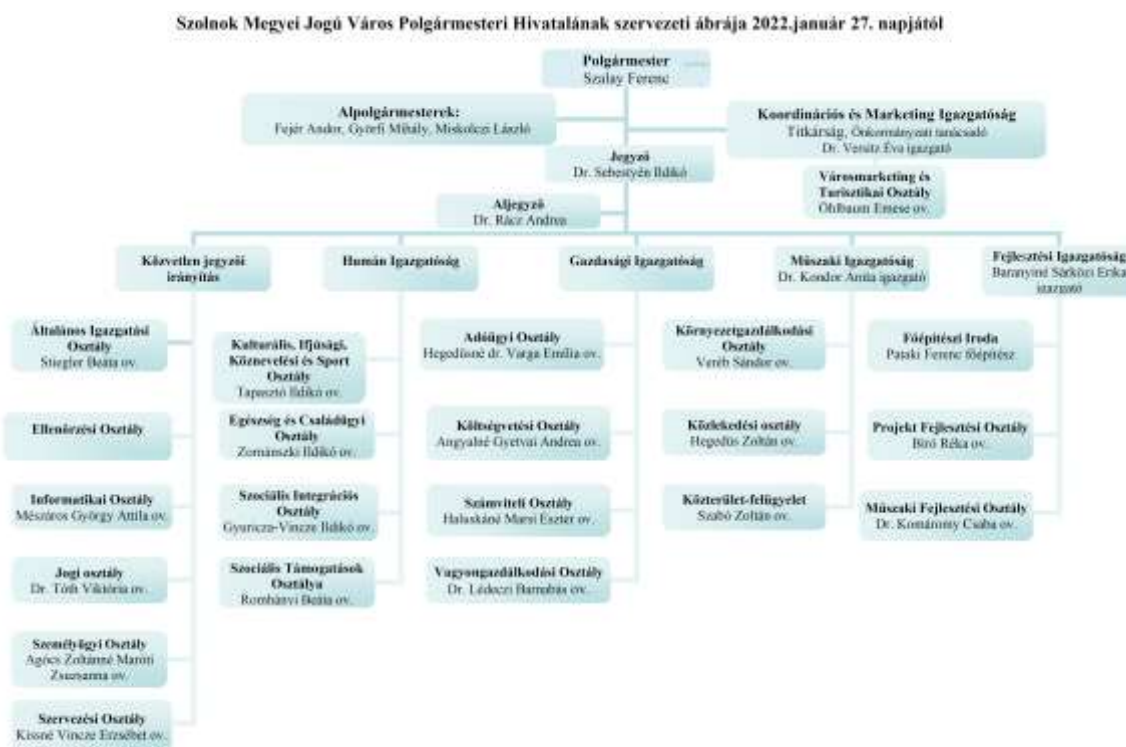 Szolnok Megyei Jogú Város Polgármesteri Hivatalának szervezeti ábrája 2022.január 27. napjától
Polgármester
Szalay Ferenc
Alpolgármesterek:
Fejér Andor, Györfi Mihály, Miskolczi László
Koordinációs és Marketing Igazgatóság
Titkárság, Önkormányzati tanácsadó
Dr. Versitz Éva igazgató
Jegyző
Dr. Sebestyén Ildikó
Városmarketing és
Turisztikai Osztály
Ohlbaum Emese ov.
Aljegyző
Dr. Rácz Andrea
Közvetlen jegyzői
irányítás
Humán Igazgatóság
Gazdasági Igazgatóság
Műszaki Igazgatóság
Dr. Kondor Anita igazgató
Fejlesztési Igazgatóság
Baranyiné Sárközi Erika
igazgató
Általános Igazgatási
Osztály
Stiegler Beáta ov.
Ellenőrzési Osztály
Informatikai Osztály
Mészáros György Attila ov.
Jogi osztály
Dr. Tóth Viktória ov.
Személyügyi Osztály
Agócs Zoltánné Maróti
Zsuzsanna ov.
Szervezési Osztály
Kissné Vincze Erzsébet ov.
Kulturális, Ifjúsági,
Köznevelési és Sport
Osztály
Tapasztó Ildikó ov.
Egészség és Családügyi
Osztály
Zománszki Ildikó ov.
Szociális Integrációs
Osztály
Gyuricza-Vincze Ildikó ov.
Szociális Támogatások
Osztálya
Romhányi Beáta ov.
Adóügyi Osztály
Hegedűsné dr. Varga Emília ov.
Költségvetési Osztály
Angyalné Gyetvai Andrea ov.
Számviteli Osztály
Haluskáné Marsi Eszter ov.
Vagyongazdálkodási Osztály
Dr. Lédeczi Barnabás ov.
Környezetgazdálkodási
Osztály
Veréb Sándor ov.
Közlekedési osztály
Hegedüs Zoltán ov.
Közterület-felügyelet
Szabó Zoltán ov.
Főépítészi Iroda
Pataki Ferenc főépítész
Projekt Fejlesztési Osztály
Bíró Réka ov.
Műszaki Fejlesztési Osztály
Dr. Komáromy Csaba ov.